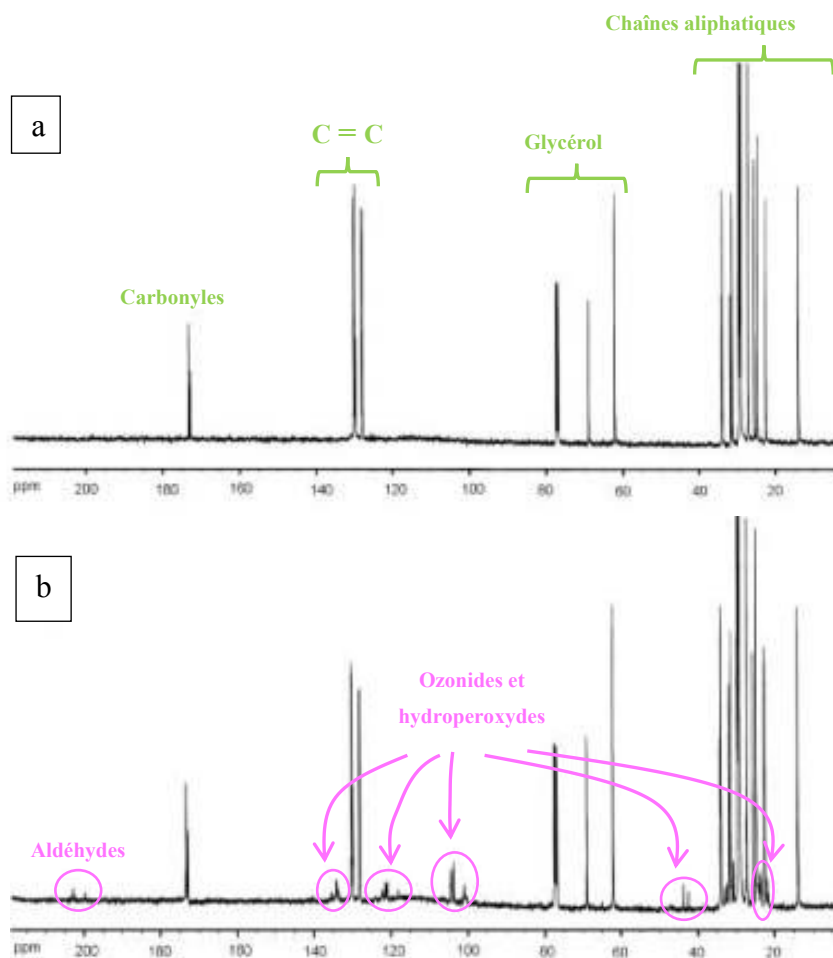 Chaînes aliphatiques
a
C = C
Glycérol
Carbonyles
ppm 200 180 160 140 120 100 80 60 40 20
b
Ozonides et
hydroperoxydes
Aldéhydes
ppm 200 180 160 140 120 100 80 60 40 20